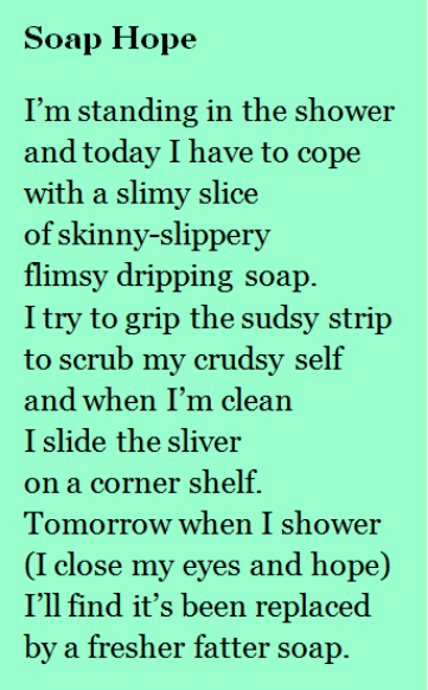 Soap Hope
I’m standing in the shower
and today I have to cope
with a slimy slice
of skinny-slippery
flimsy dripping soap.
I try to grip the sudsy strip
to scrub my crudsy self
and when I’m clean
I slide the sliver
on a corner shelf.
Tomorrow when I shower
(I close my eyes and hope)
I’ll find it’s been replaced
by a fresher fatter soap.